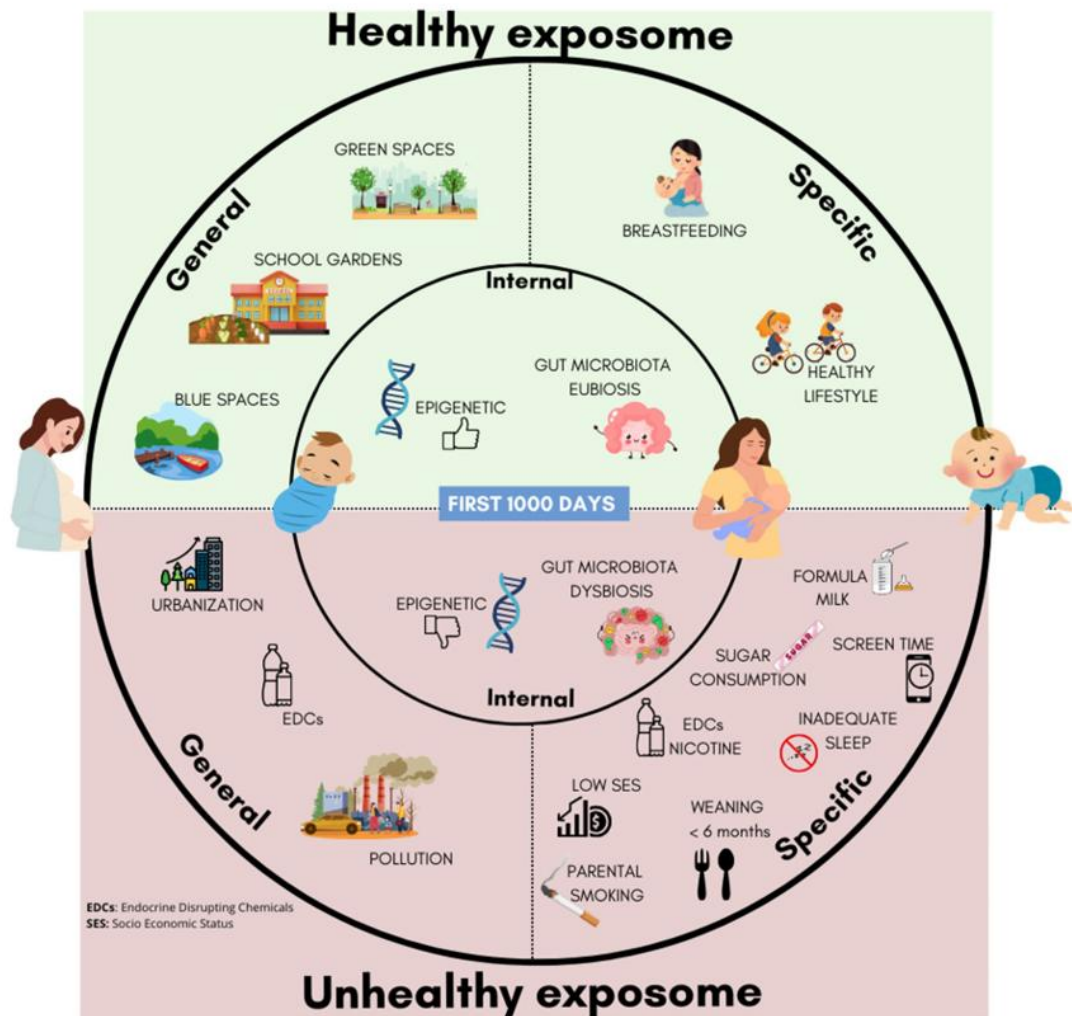 Healthy exposome
General
Specific
GREEN SPACES
BREASTFEEDING
SCHOOL GARDENS
Internal
HEALTHY
LIFESTYLE
BLUE SPACES
EPIGENETIC
GUT MICROBIOTA
EUBIOSIS
FIRST 1000 DAYS
URBANIZATION
EPIGENETIC
GUT MICROBIOTA
DYSBIOSIS
FORMULA
MILK
SUGAR
SUGAR
CONSUMPTION
SCREEN TIME
EDCs
Internal
EDCs
NICOTINE
INADEQUATE
SLEEP
General
Specific
POLLUTION
LOW SES
WEANING
< 6 months
PARENTAL
SMOKING
EDCs: Endocrine Disrupting Chemicals
SES: Socio Economic Status
Unhealthy exposome